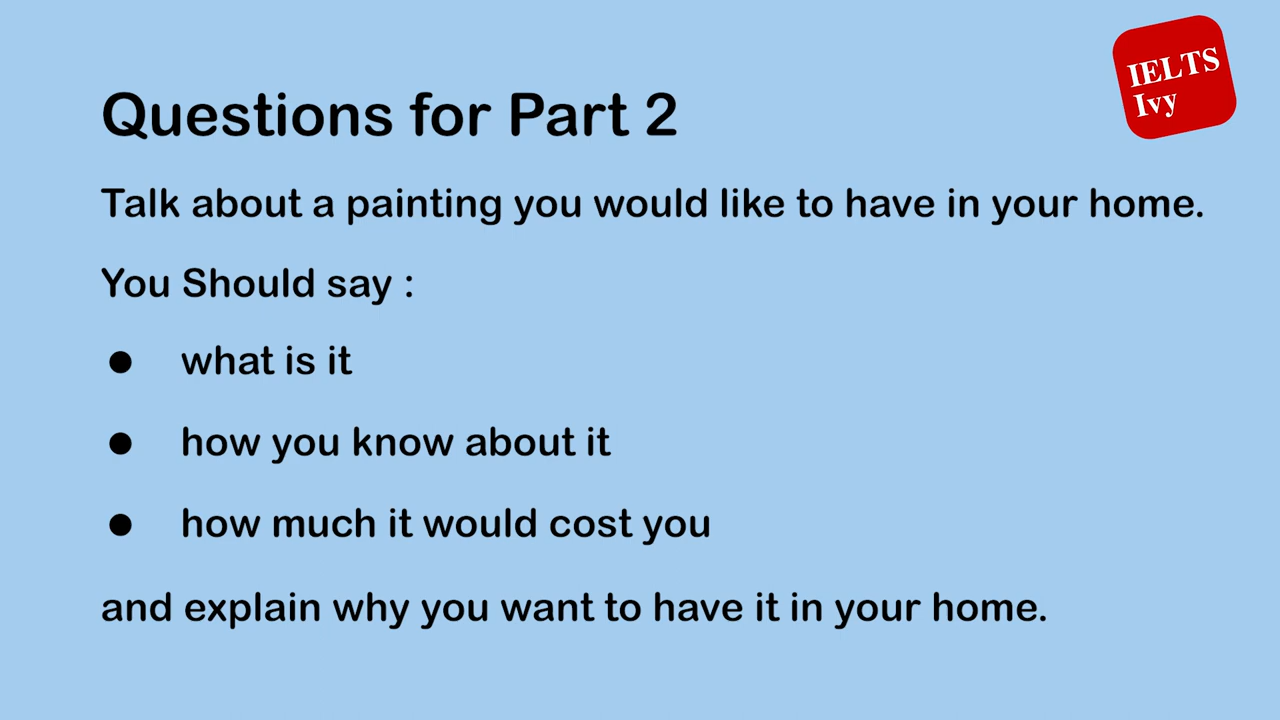 IELTS
Ivy
Questions for Part 2
Talk about a painting you would like to have in your home.
You Should say :
● what is it
● how you know about it
● how much it would cost you
and explain why you want to have it in your home.